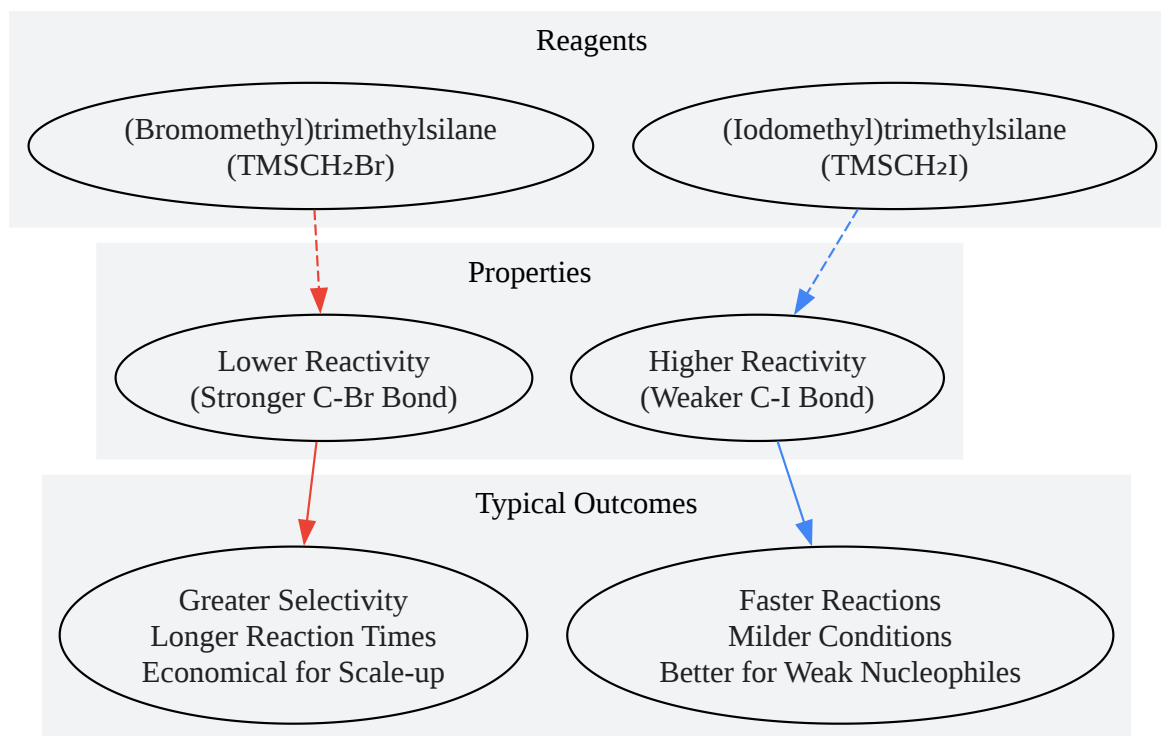 Reagents
(Bromomethyl)trimethylsilane
(TMSCH₂Br)
(Iodomethyl)trimethylsilane
(TMSCH₂I)
Properties
Lower Reactivity
(Stronger C-Br Bond)
Higher Reactivity
(Weaker C-I Bond)
Typical Outcomes
Greater Selectivity
Longer Reaction Times
Economical for Scale-up
Faster Reactions
Milder Conditions
Better for Weak Nucleophiles